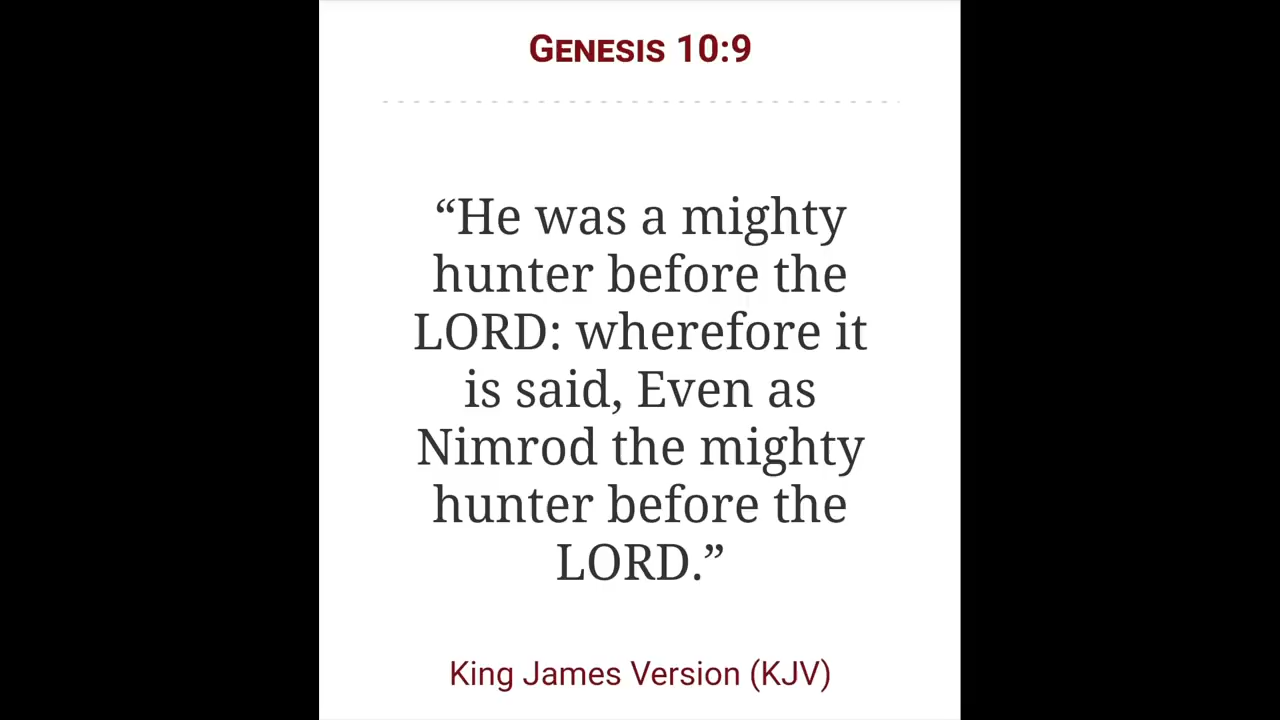 Genesis 10:9
“He was a mighty
hunter before the
LORD: wherefore it
is said, Even as
Nimrod the mighty
hunter before the
LORD.”
King James Version (KJV)